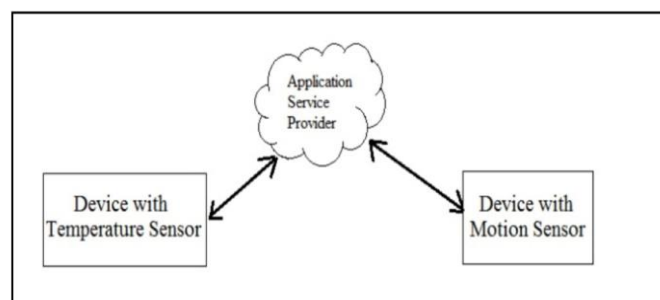 Application
Service
Provider
Device with
Temperature Sensor
Device with
Motion Sensor